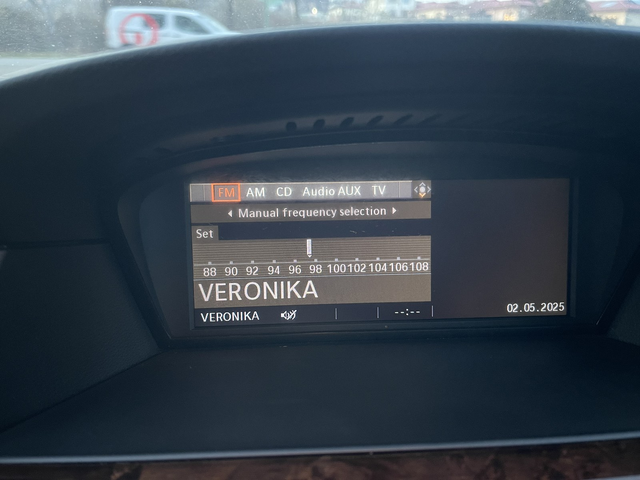 FM AM CD Audio AUX TV
Manual frequency selection
Set
88 90 92 94 96 98 100 102 104 106 108
VERONIKA
VERONIKA --:-- 02.05.2025